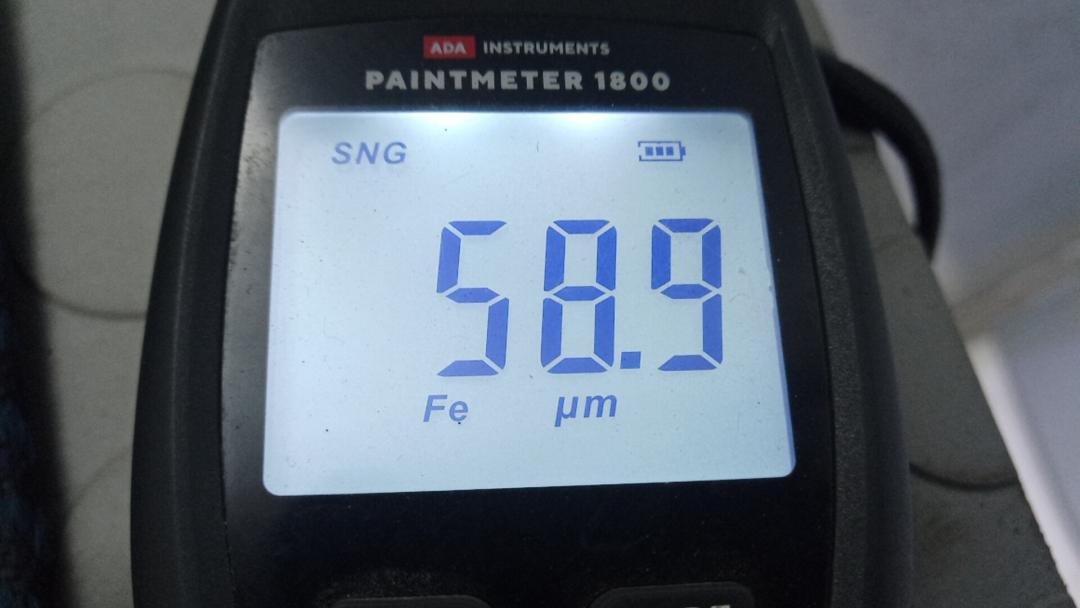 ADA INSTRUMENTS
PAINTMETER 1800
SNG
58.9
Fe µm